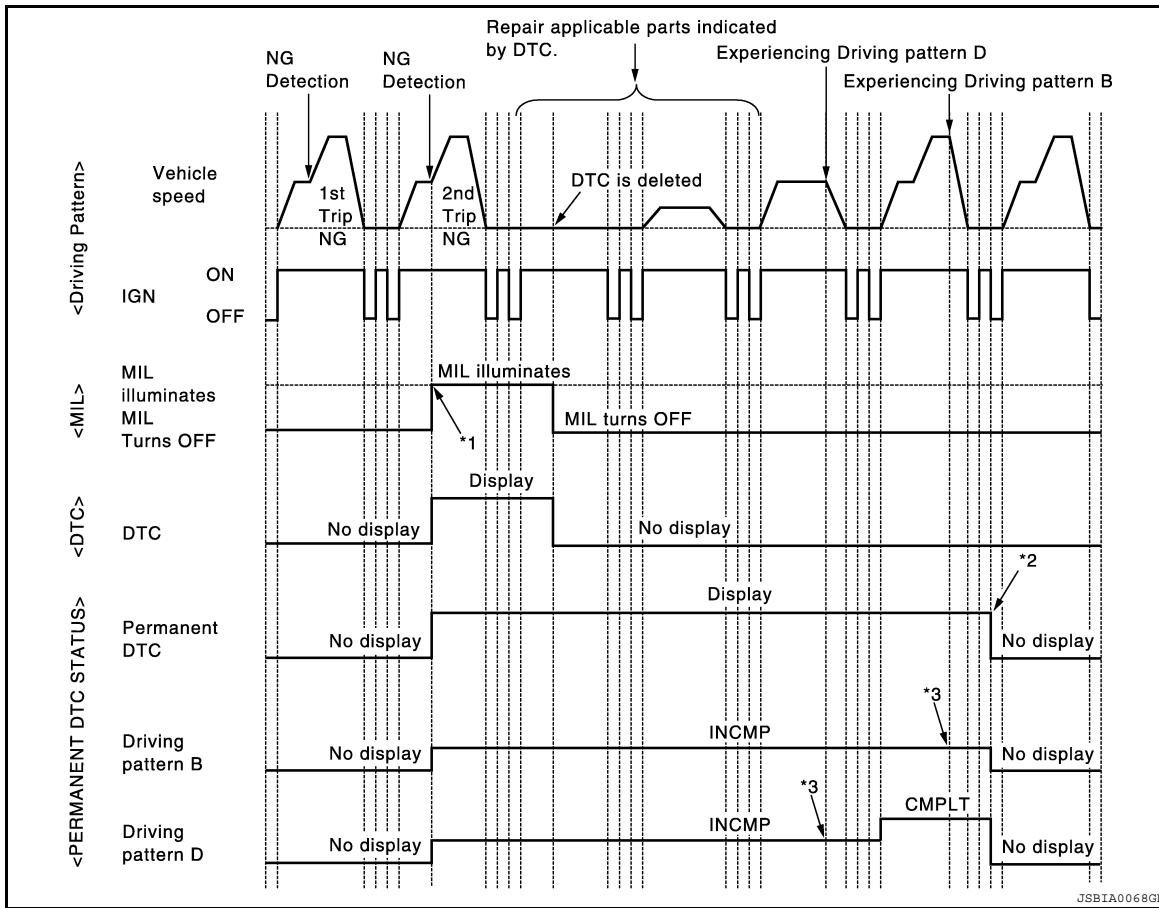 Repair applicable parts indicated
by DTC.
NG
Detection
NG
Detection
Experiencing Driving pattern D
Experiencing Driving pattern B
<Driving Pattern>
Vehicle
speed
1st
Trip
NG
2nd
Trip
NG
DTC is deleted
IGN
ON
OFF
<MIL>
MIL
illuminates
MIL
Turns OFF
MIL illuminates
*1
MIL turns OFF
<DTC>
DTC
No display
Display
No display
<PERMANENT DTC STATUS>
Permanent
DTC
No display
Display
*2
No display
Driving
pattern B
No display
INCMP
*3
No display
Driving
pattern D
No display
INCMP
*3
CMPLT
No display